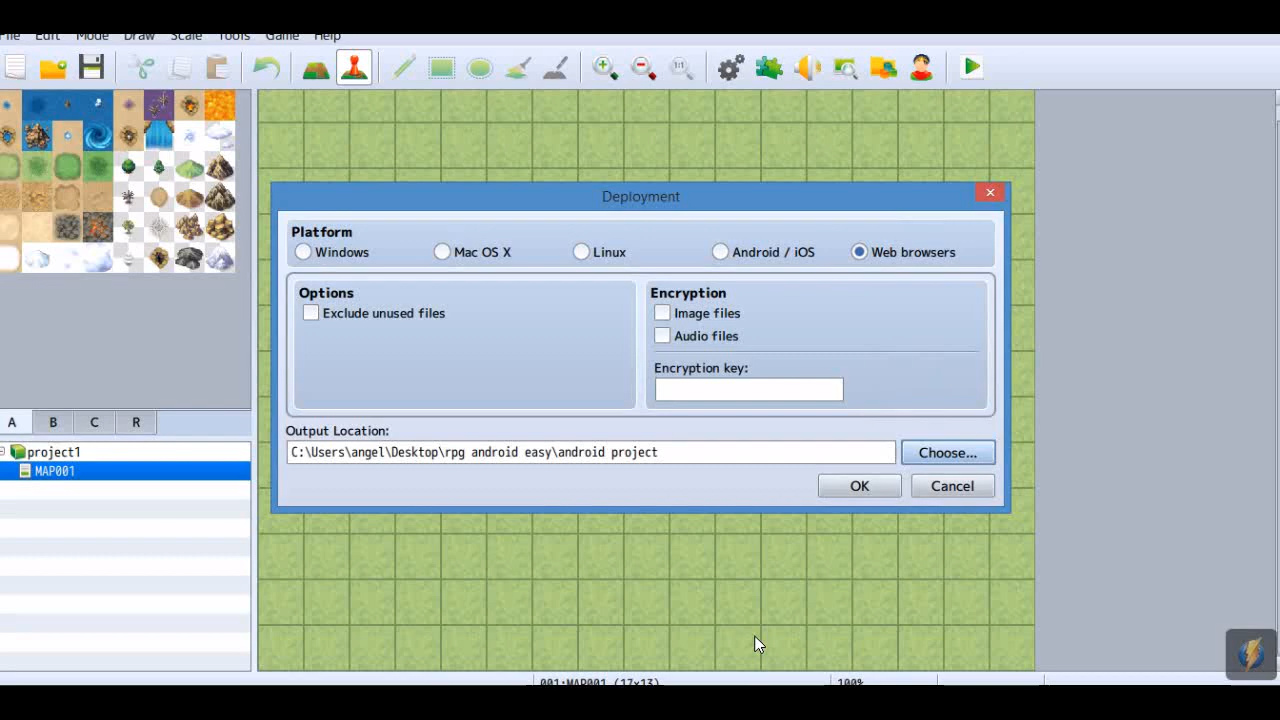 File Edit Mode Draw Scale Tools Game Help
1:1
Deployment
Platform
Windows Mac OS X Linux Android / iOS Web browsers
Options
Exclude unused files
Encryption
Image files
Audio files
Encryption key:
Output Location:
C:\Users\angel\Desktop\rpg android easy\android project
Choose...
OK Cancel
A B C R
project1
MAP001
001:MAP001 (17x13) 100%